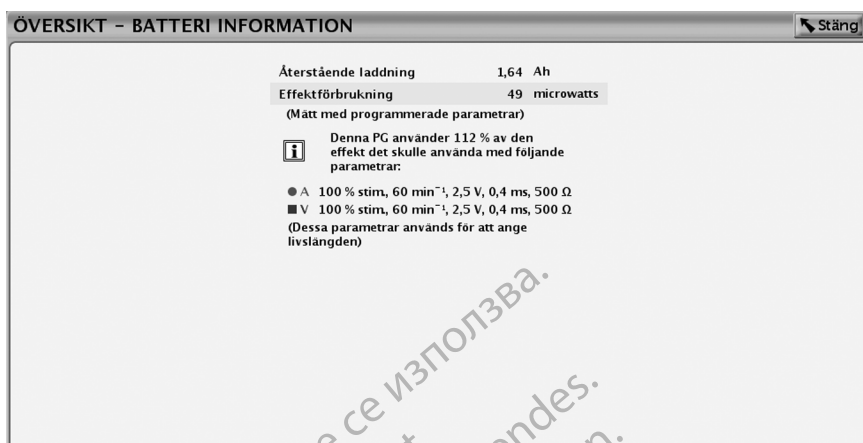 ÖVERSIKT – BATTERI INFORMATION
Stäng
Återstående laddning 1,64 Ah
Effektförbrukning 49 microwatts
(Mätt med programmerade parametrar)
Denna PG använder 112 % av den
effekt det skulle använda med följande
parametrar:
A 100 % stim., 60 min⁻¹, 2,5 V, 0,4 ms, 500 Ω
V 100 % stim., 60 min⁻¹, 2,5 V, 0,4 ms, 500 Ω
(Dessa parametrar används för att ange
livslängden)
се използва.